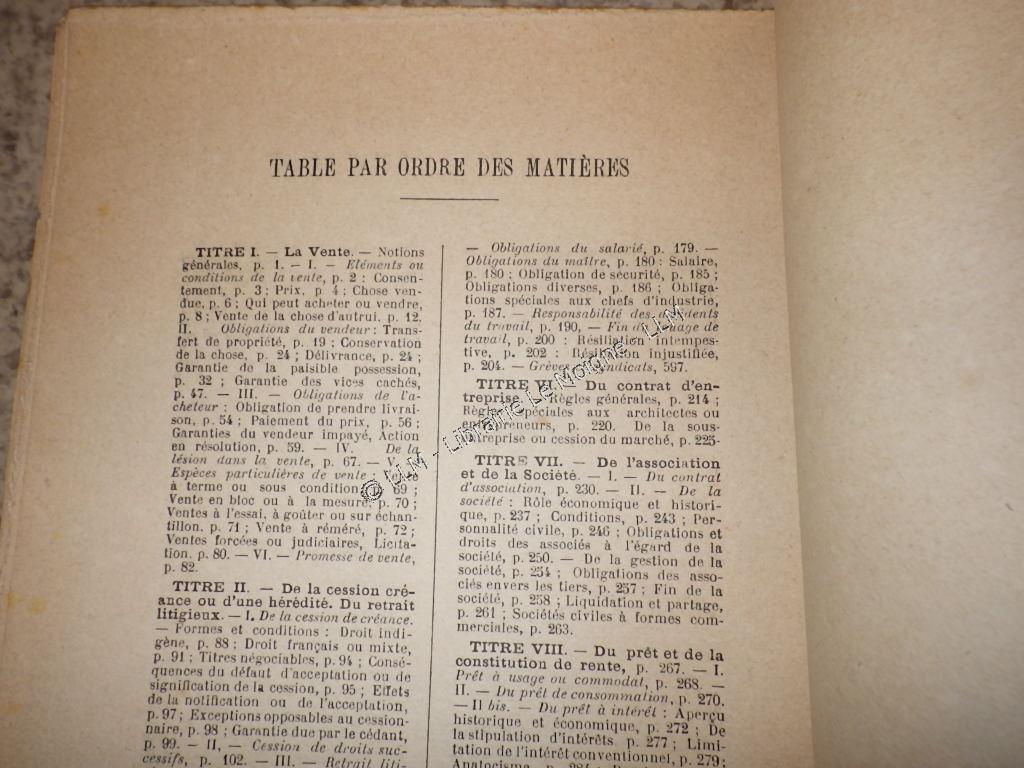 TABLE PAR ORDRE DES MATIÈRES
TITRE I. — La Vente. — Notions
générales, p. 1. — I. — Eléments ou
conditions de la vente, p. 2 : Consen-
tement, p. 3 ; Prix, p. 4 ; Chose ven-
due, p. 6 ; Qui peut acheter ou vendre,
p. 8 ; Vente de la chose d'autrui, p. 12.
II. Obligations du vendeur : Trans-
fert de propriété, p. 19 ; Conservation
de la chose, p. 24 ; Délivrance, p. 24 ;
Garantie de la paisible possession,
p. 32 ; Garantie des vices cachés,
p. 47. — III. — Obligations de l'a-
cheteur : Obligation de prendre livrai-
son, p. 54 ; Paiement du prix, p. 56 ;
Garanties du vendeur impayé, Action
en résolution, p. 59. — IV. De la
lésion dans la vente, p. 67. — V.
Espèces particulières de vente : Vente
à terme ou sous condition, p. 69 ;
Vente en bloc ou à la mesure, p. 70 ;
Ventes à l'essai, à goûter ou sur échan-
tillon, p. 71 ; Vente à réméré, p. 72 ;
Ventes forcées ou judiciaires, Licita-
tion, p. 80. — VI. — Promesse de vente,
p. 82.
TITRE II. — De la cession cré-
ance ou d'une hérédité. Du retrait
litigieux. — I. De la cession de créance.
— Formes et conditions : Droit indi-
gène, p. 88 ; Droit français ou mixte,
p. 91 ; Titres négociables, p. 94 ; Consé-
quences du défaut d'acceptation ou de
signification de la cession, p. 95 ; Effets
de la notification ou de l'acceptation,
p. 97 ; Exceptions opposables au cession-
naire, p. 98 ; Garantie due par le cédant,
p. 99. — II, — Cession de droits suc-
cessifs, p. 102. — III. — Retrait liti-
— Obligations du salarié, p. 179. —
Obligations du maître, p. 180 : Salaire,
p. 180 ; Obligation de sécurité, p. 185 ;
Obligations diverses, p. 186 ; Obliga-
tions spéciales aux chefs d'industrie,
p. 187. — Responsabilité des accidents
du travail, p. 190, — Fin du louage de
travail, p. 200 : Résiliation intempes-
tive, p. 202 : Résiliation injustifiée,
p. 204. — Grèves, Syndicats, 597.
TITRE VI. — Du contrat d'en-
treprise. — Règles générales, p. 214 ;
Règles spéciales aux architectes ou
entrepreneurs, p. 220. De la sous-
entreprise ou cession du marché, p. 225-
TITRE VII. — De l'association
et de la Société. — I. — Du contrat
d'association, p. 230. — II. — De la
société : Rôle économique et histori-
que, p. 237 ; Conditions, p. 243 ; Per-
sonnalité civile, p. 246 ; Obligations et
droits des associés à l'égard de la
société, p. 250. — De la gestion de la
société, p. 254 ; Obligations des asso-
ciés envers les tiers, p. 257 ; Fin de la
société, p. 258 ; Liquidation et partage,
p. 261 ; Sociétés civiles à formes com-
merciales, p. 263.
TITRE VIII. — Du prêt et de la
constitution de rente, p. 267. — I.
Prêt à usage ou commodat, p. 268. —
II. — Du prêt de consommation, p. 270.
— II bis. — Du prêt à intérêt : Aperçu
historique et économique, p. 272 ; De
la stipulation d'intérêts, p. 277 ; Limi-
tation de l'intérêt conventionnel, p. 279 ;
Anatocisme, p. 284 ;
© LLM - Librairie Le Moigne - LLM